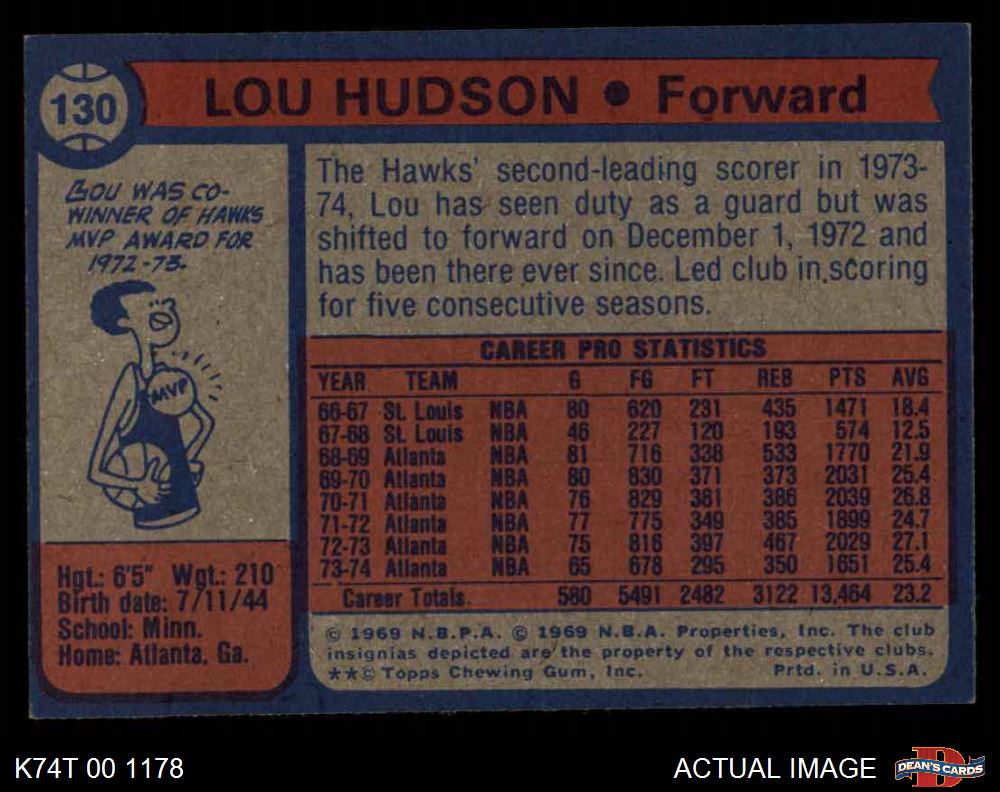 130
LOU HUDSON • Forward
LOU WAS CO-
WINNER OF HAWKS
MVP AWARD FOR
1972-73.
MVP
Hgt.: 6'5" Wgt.: 210
Birth date: 7/11/44
School: Minn.
Home: Atlanta, Ga.
The Hawks' second-leading scorer in 1973-
74, Lou has seen duty as a guard but was
shifted to forward on December 1, 1972 and
has been there ever since. Led club in scoring
for five consecutive seasons.
CAREER PRO STATISTICS
YEAR TEAM G FG FT REB PTS AVG
66-67 St. Louis NBA 80 620 231 435 1471 18.4
67-68 St. Louis NBA 46 227 120 193 574 12.5
68-69 Atlanta NBA 81 716 338 533 1770 21.9
69-70 Atlanta NBA 80 830 371 373 2031 25.4
70-71 Atlanta NBA 76 829 381 386 2039 26.8
71-72 Atlanta NBA 77 775 349 385 1899 24.7
72-73 Atlanta NBA 75 816 397 467 2029 27.1
73-74 Atlanta NBA 65 678 295 350 1651 25.4
Career Totals 580 5491 2482 3122 13,464 23.2
© 1969 N.B.P.A. © 1969 N.B.A. Properties, Inc. The club
insignias depicted are the property of the respective clubs.
**© Topps Chewing Gum, Inc. Prtd. in U.S.A.
K74T 00 1178
ACTUAL IMAGE
D
DEAN'S CARDS